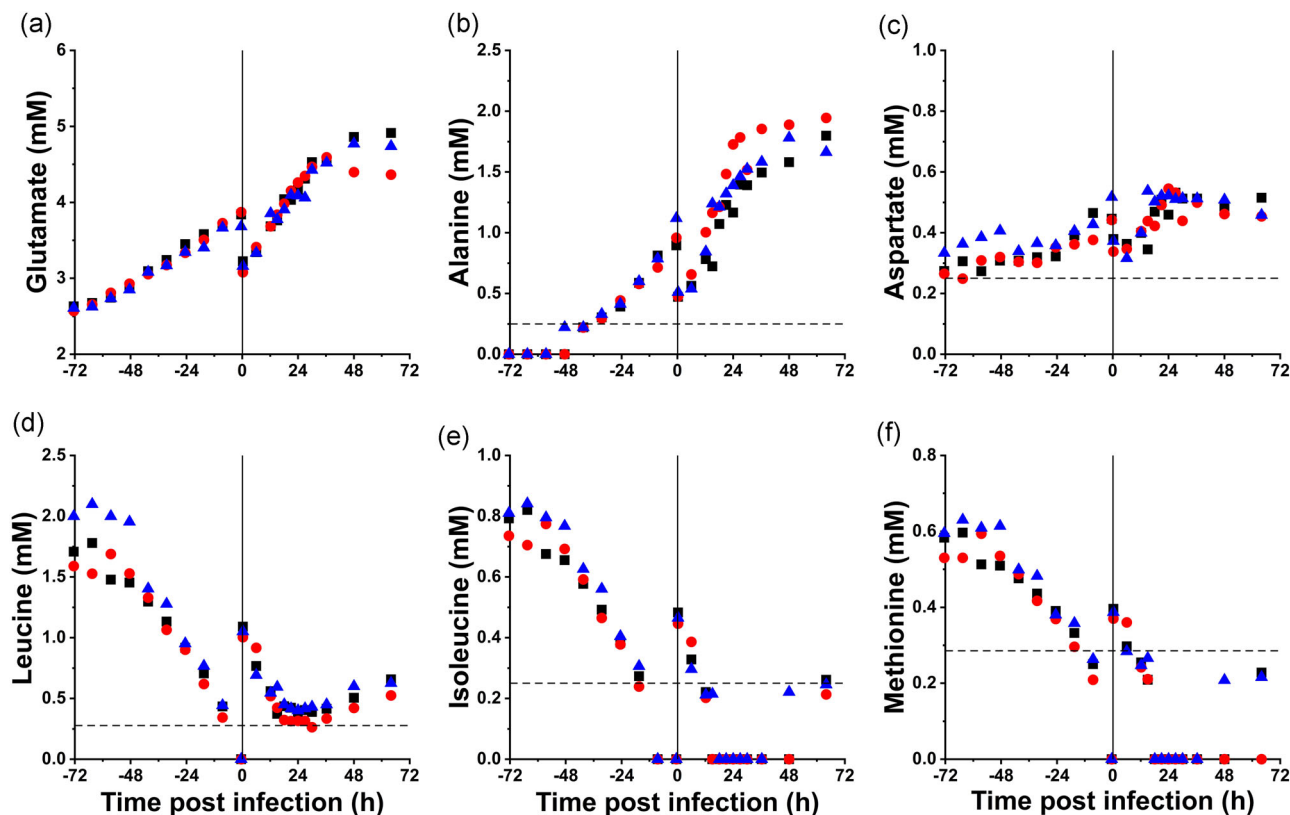 (a)
6
5
4
3
2
Glutamate (mM)
-72 -48 -24 0 24 48 72
(b)
2.5
2.0
1.5
1.0
0.5
0.0
Alanine (mM)
-72 -48 -24 0 24 48 72
(c)
1.0
0.8
0.6
0.4
0.2
0.0
Aspartate (mM)
-72 -48 -24 0 24 48 72
(d)
2.5
2.0
1.5
1.0
0.5
0.0
Leucine (mM)
-72 -48 -24 0 24 48 72
Time post infection (h)
(e)
1.0
0.8
0.6
0.4
0.2
0.0
Isoleucine (mM)
-72 -48 -24 0 24 48 72
Time post infection (h)
(f)
0.8
0.6
0.4
0.2
0.0
Methionine (mM)
-72 -48 -24 0 24 48 72
Time post infection (h)